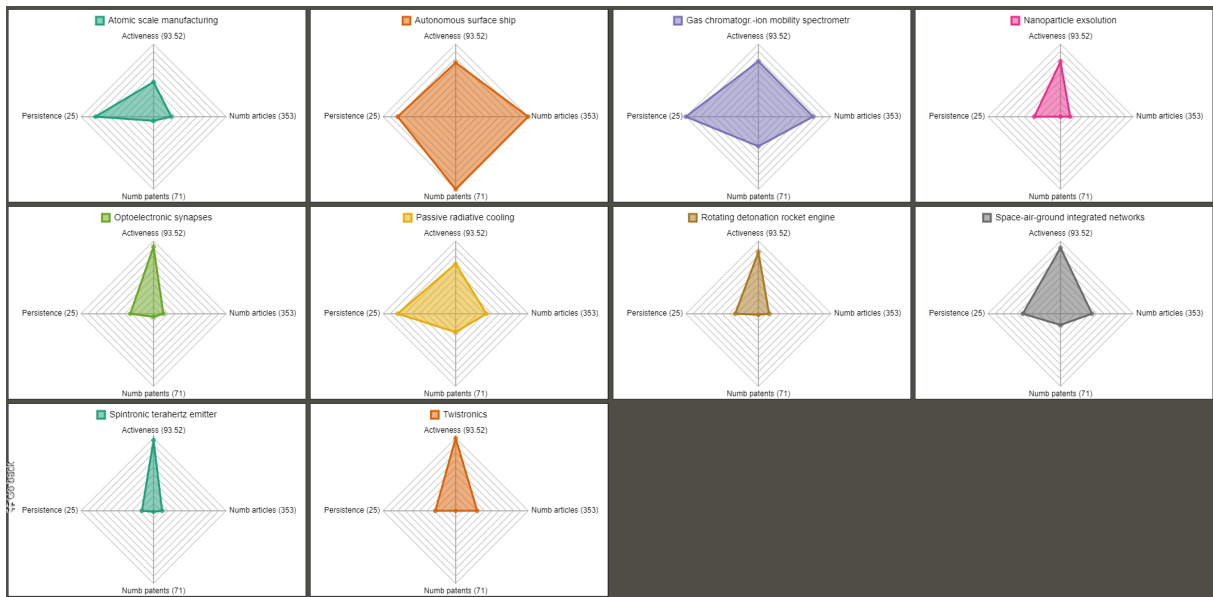 Atomic scale manufacturing
Activeness (93.52)
Persistence (25)
Numb articles (353)
Numb patents (71)
Autonomous surface ship
Activeness (93.52)
Persistence (25)
Numb articles (353)
Numb patents (71)
Gas chromatogr.-ion mobility spectrometr
Activeness (93.52)
Persistence (25)
Numb articles (353)
Numb patents (71)
Nanoparticle exsolution
Activeness (93.52)
Persistence (25)
Numb articles (353)
Numb patents (71)
Optoelectronic synapses
Activeness (93.52)
Persistence (25)
Numb articles (353)
Numb patents (71)
Passive radiative cooling
Activeness (93.52)
Persistence (25)
Numb articles (353)
Numb patents (71)
Rotating detonation rocket engine
Activeness (93.52)
Persistence (25)
Numb articles (353)
Numb patents (71)
Space-air-ground integrated networks
Activeness (93.52)
Persistence (25)
Numb articles (353)
Numb patents (71)
Spintronic terahertz emitter
Activeness (93.52)
Persistence (25)
Numb articles (353)
Numb patents (71)
Twistronics
Activeness (93.52)
Persistence (25)
Numb articles (353)
Numb patents (71)
Go back